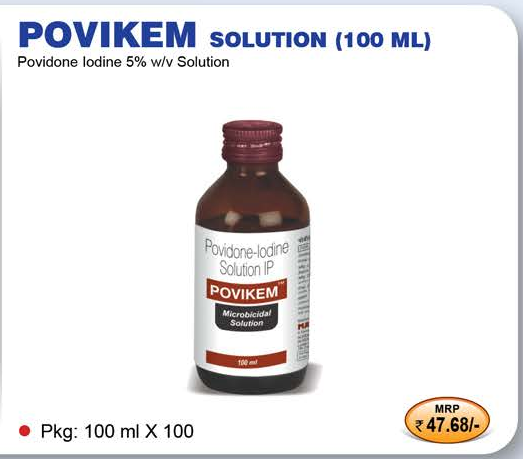 POVIKEM SOLUTION (100 ML)
Povidone Iodine 5% w/v Solution
Povidone-Iodine
Solution IP
POVIKEM™
Microbicidal
Solution
100 ml
Pkg: 100 ml X 100
MRP
₹ 47.68/-